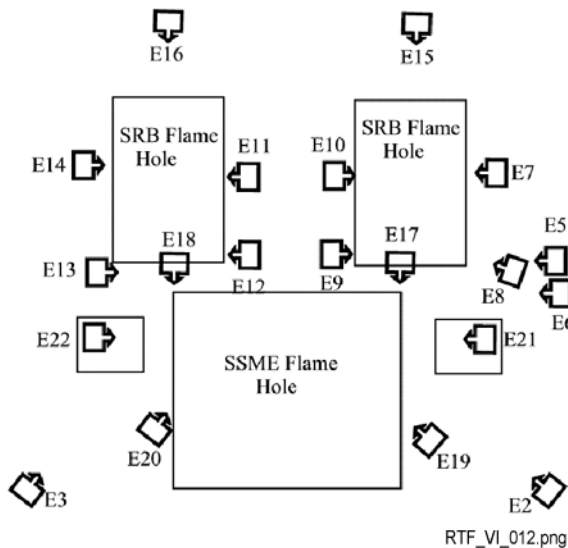 E16
E15
SRB Flame
Hole
SRB Flame
Hole
E14
E11
E10
E7
E18
E17
E5
E13
E12
E9
E8
E6
E22
E21
SSME Flame
Hole
E20
E19
E3
E2
RTF_VI_012.png